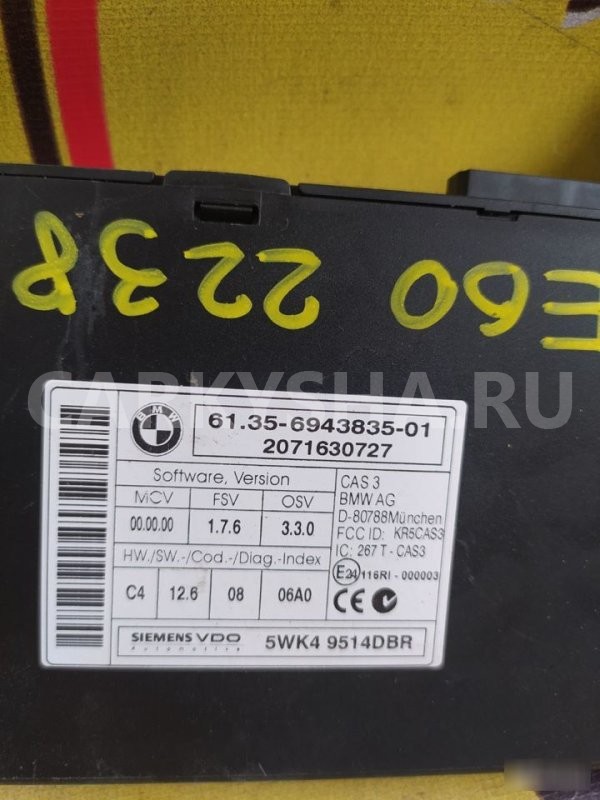 E60
CARKYSHA.RU
BMW
61.35-6943835-01
2071630727
Software, Version
MCV FSV OSV
00.00.00 1.7.6 3.3.0
HW./SW.-/Cod.-/Diag.-Index
C4 12.6 08 06A0
CAS 3
BMW AG
D-80788München
FCC ID: KR5CAS3
IC: 267 T - CAS3
E24 116RI - 000003
CE
SIEMENS VDO
Automotive
5WK4 9514DBR